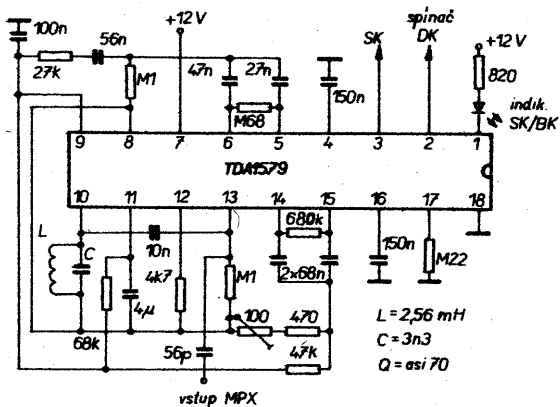 100n
56n
27k
M1
+12 V
47n
27n
M68
150n
SK
spínač
DK
+12 V
820
indik.
SK/BK
9 8 7 6 5 4 3 2 1
TDA1579
10 11 12 13 14 15 16 17 18
L
C
10n
68k
4µ
4k7
56p
M1
680k
2×68n
100
470
47k
150n
M22
vstup MPX
L = 2,56 mH
C = 3n3
Q = asi 70